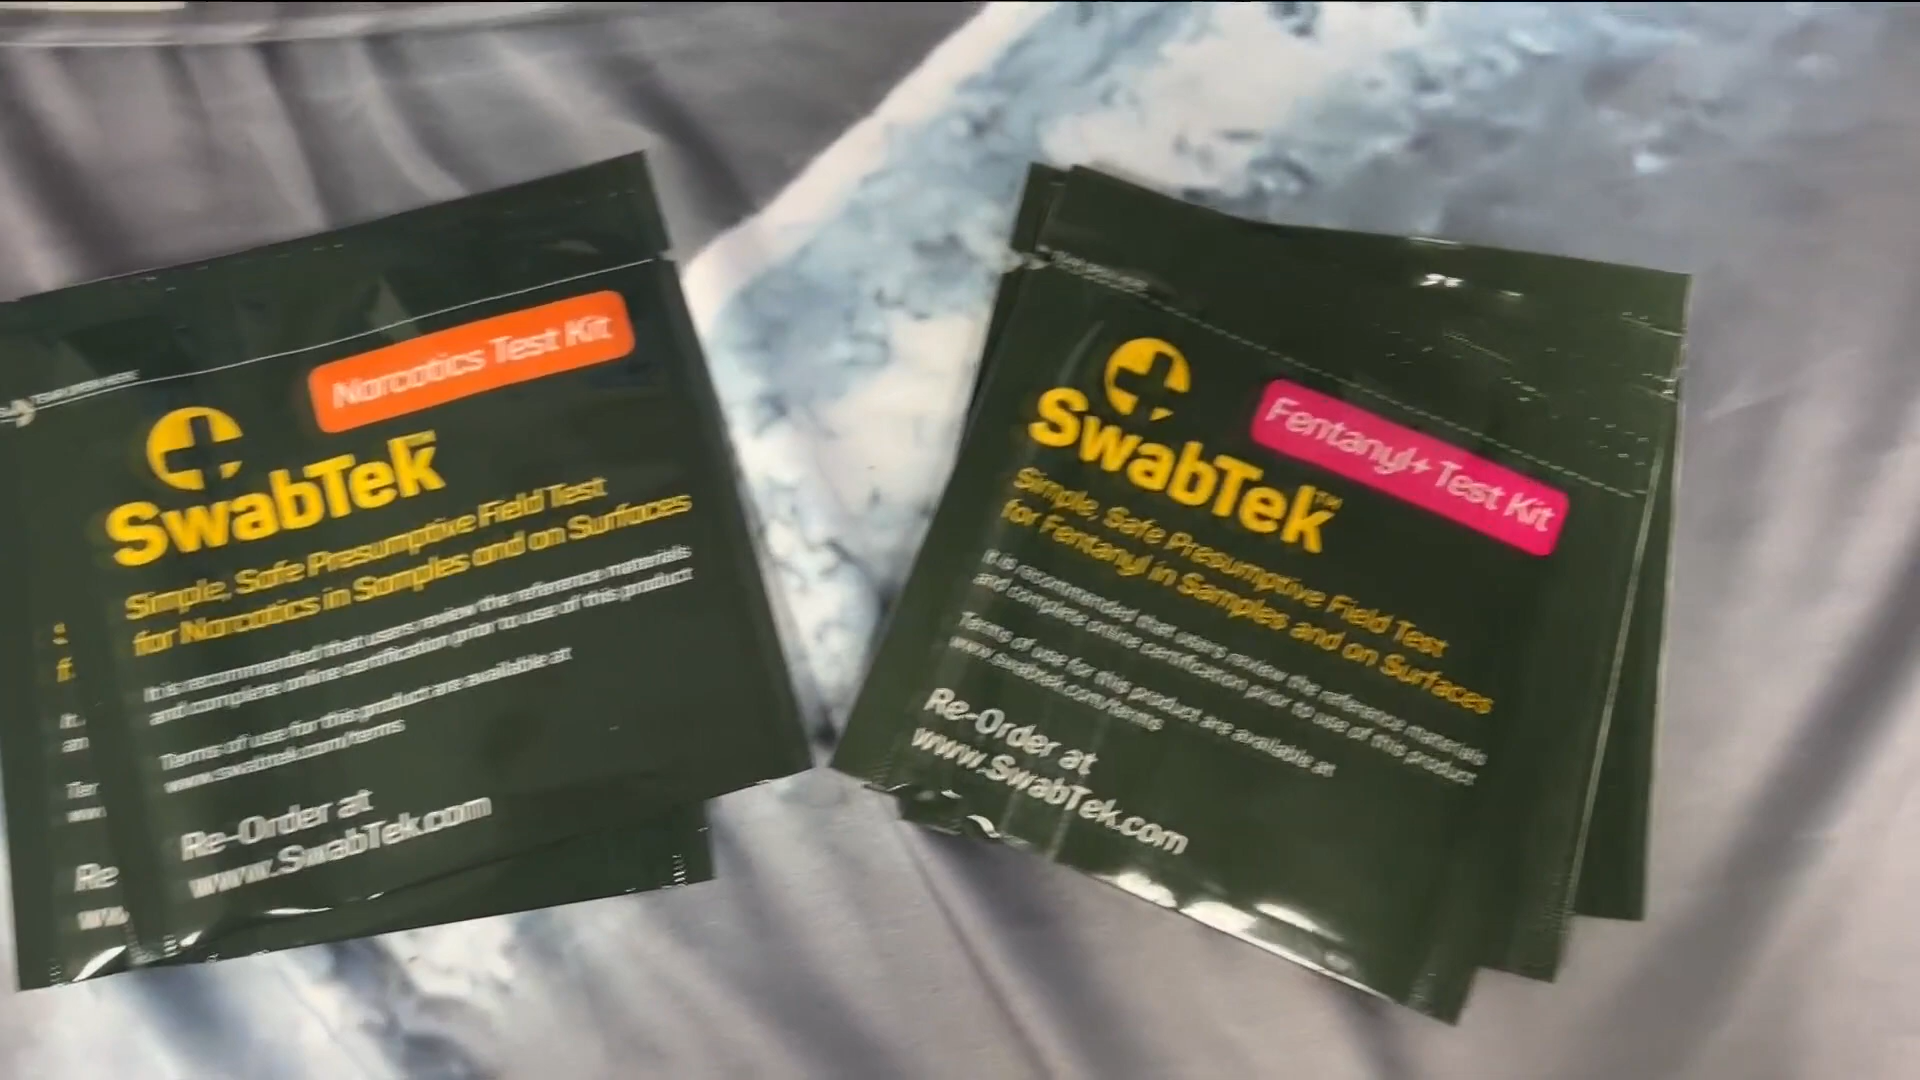 Narcotics Test Kit
SwabTek
Simple, Safe Presumptive Field Test
for Narcotics in Samples and on Surfaces
It is recommended that users review the reference materials
and complete online certification prior to use of this product
Terms of use for this product are available at
www.swabtek.com/terms
Re-Order at
www.SwabTek.com
Fentanyl+ Test Kit
SwabTek™
Simple, Safe Presumptive Field Test
for Fentanyl in Samples and on Surfaces
It is recommended that users review the reference materials
and complete online certification prior to use of this product
Terms of use for this product are available at
www.swabtek.com/terms
Re-Order at
www.SwabTek.com